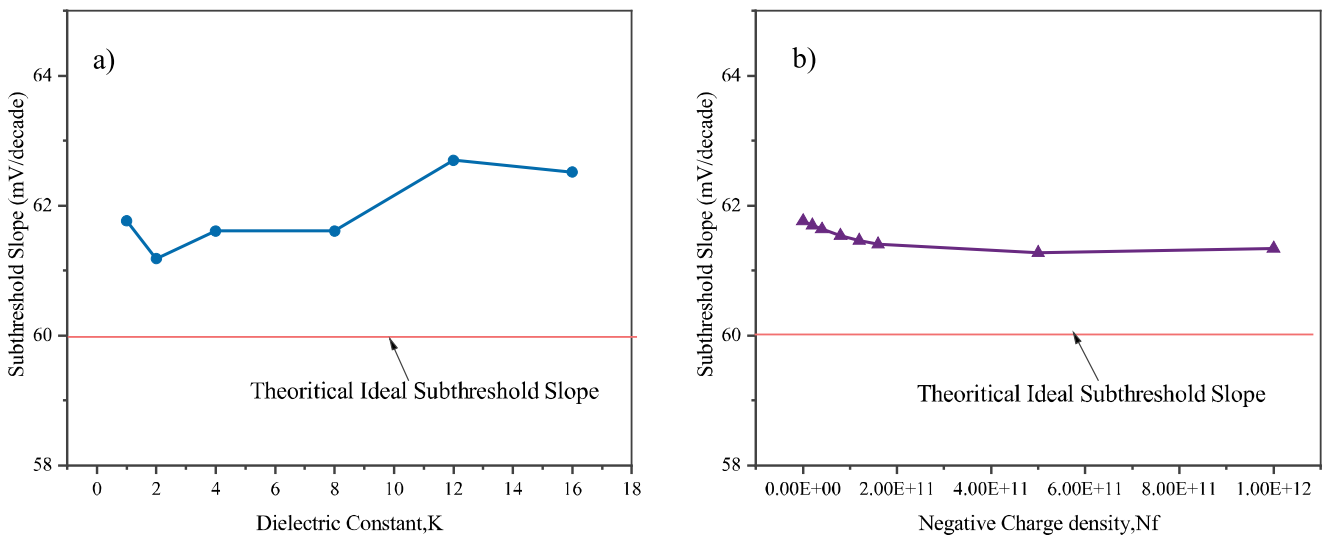 a)
64
62
60
58
Subthreshold Slope (mV/decade)
Theoritical Ideal Subthreshold Slope
0 2 4 6 8 10 12 14 16 18
Dielectric Constant,K
b)
64
62
60
58
Subthreshold Slope (mV/decade)
Theoritical Ideal Subthreshold Slope
0.00E+00 2.00E+11 4.00E+11 6.00E+11 8.00E+11 1.00E+12
Negative Charge density,Nf